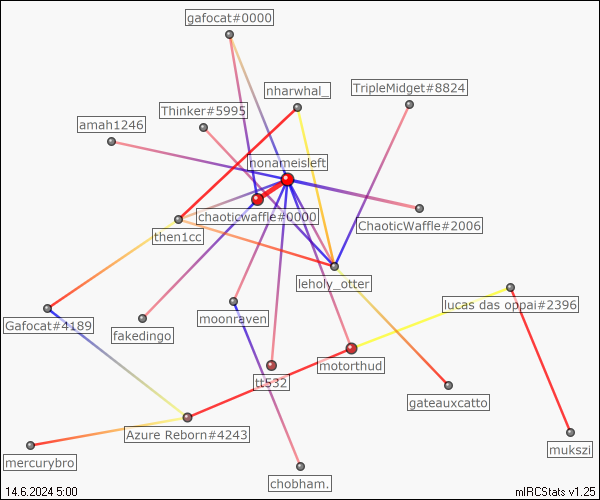 gafocat#0000
nharwhal_
TripleMidget#8824
Thinker#5995
amah1246
nonameisleft
chaoticwaffle#0000
ChaoticWaffle#2006
then1cc
leholy_otter
lucas das oppai#2396
moonraven
Gafocat#4189
fakedingo
motorthud
tt532
gateauxcatto
Azure Reborn#4243
mukszi
mercurybro
chobham.
14.6.2024 5:00
mIRCStats v1.25